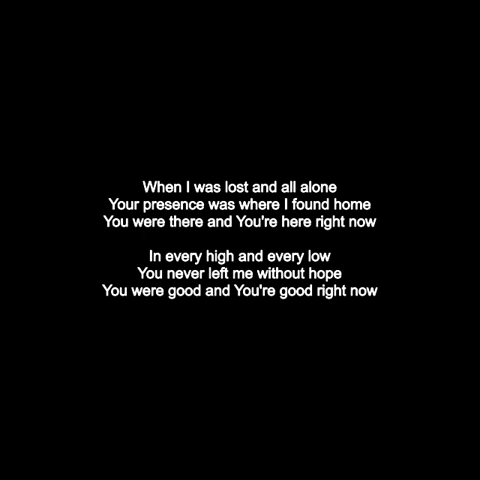 When I was lost and all alone
Your presence was where I found home
You were there and You're here right now
In every high and every low
You never left me without hope
You were good and You're good right now